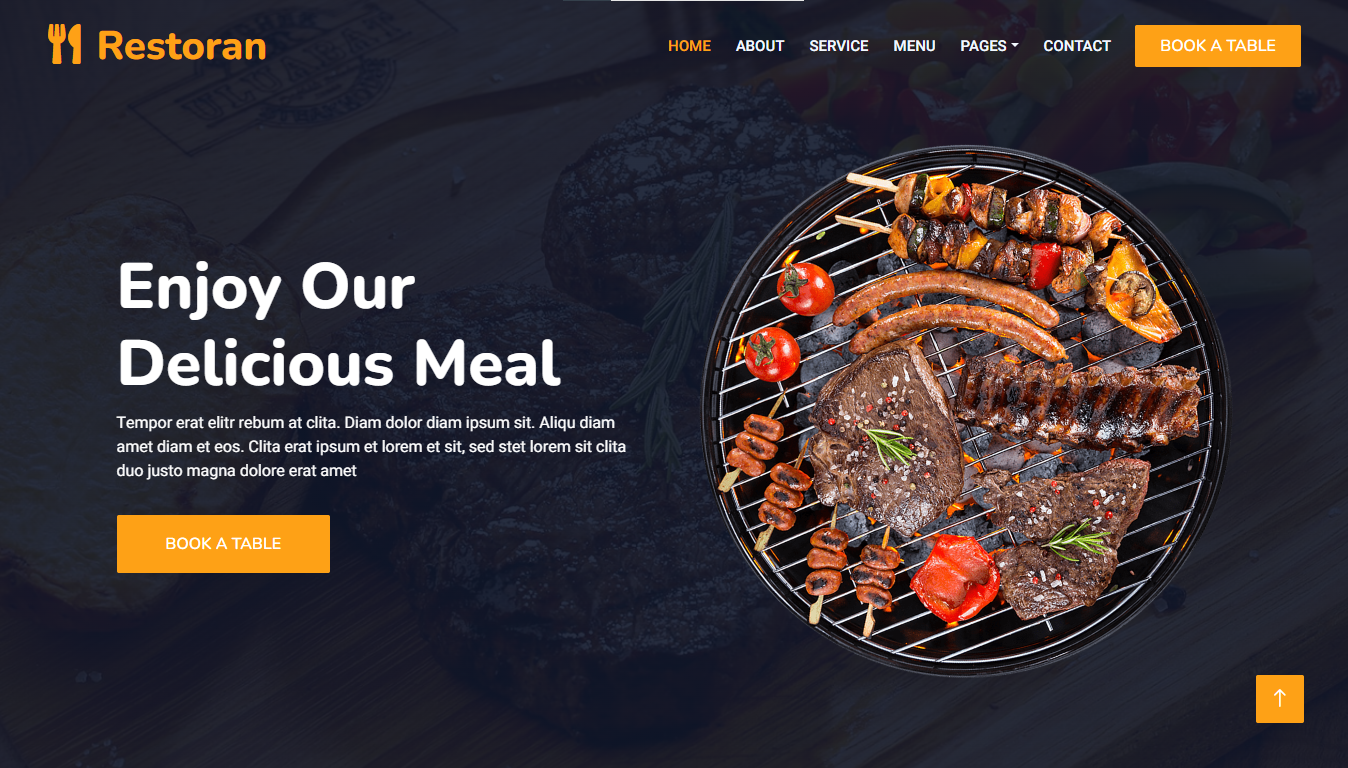 Restoran
HOME ABOUT SERVICE MENU PAGES CONTACT BOOK A TABLE
Enjoy Our
Delicious Meal
Tempor erat elitr rebum at clita. Diam dolor diam ipsum sit. Aliqu diam
amet diam et eos. Clita erat ipsum et lorem et sit, sed stet lorem sit clita
duo justo magna dolore erat amet
BOOK A TABLE